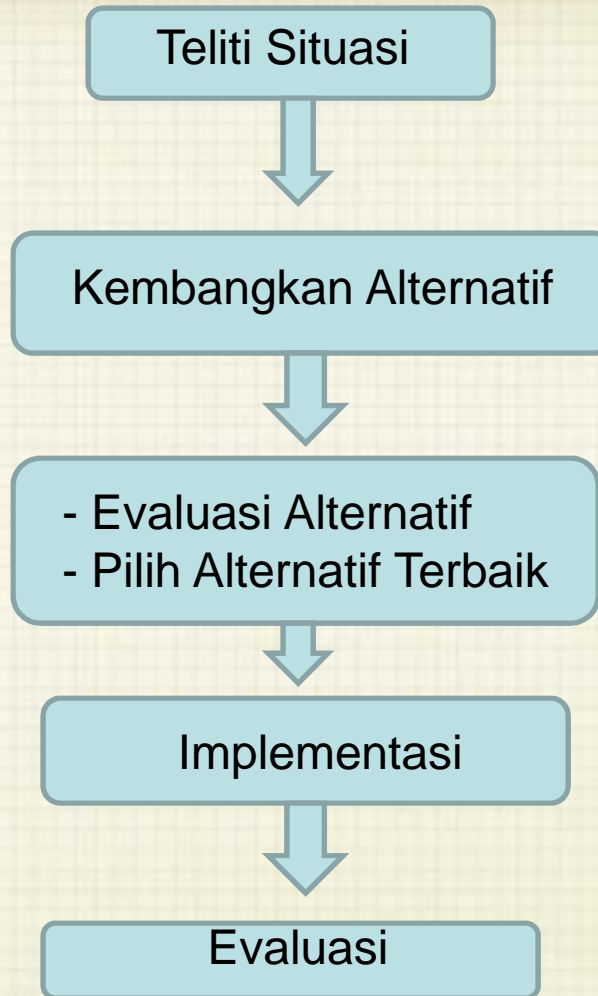 Teliti Situasi
Kembangkan Alternatif
- Evaluasi Alternatif
- Pilih Alternatif Terbaik
Implementasi
Evaluasi